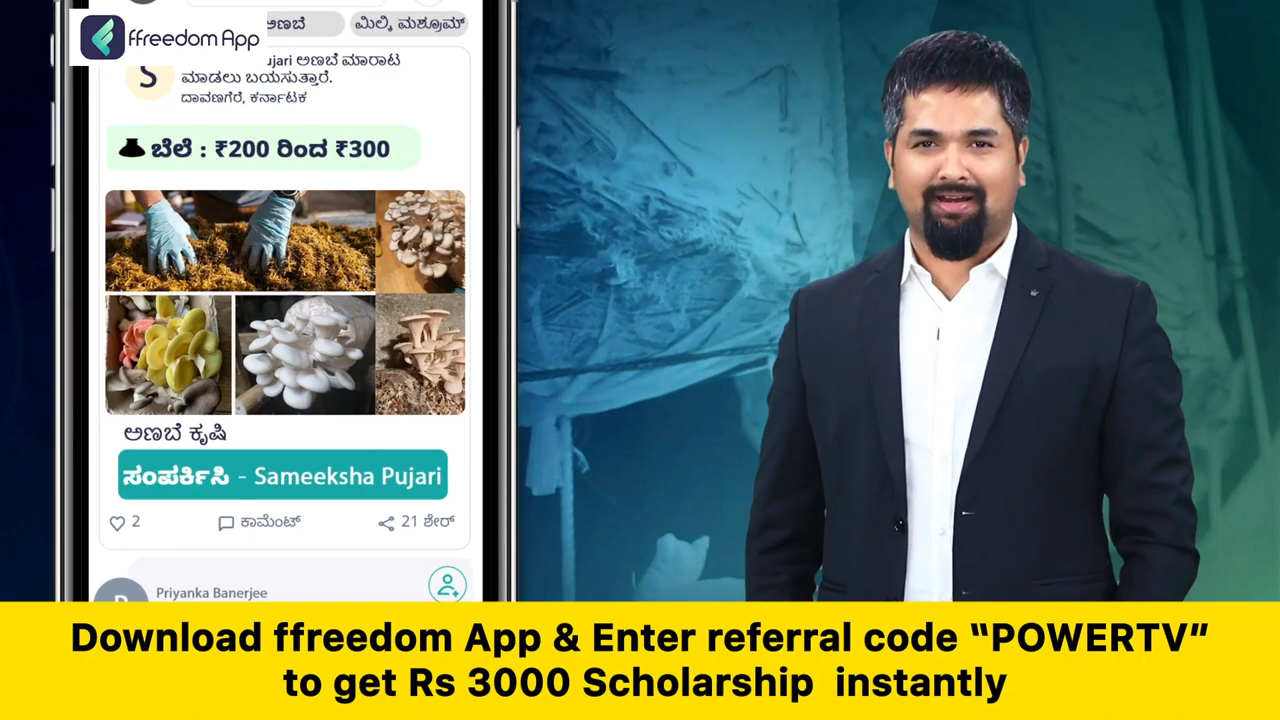 ffreedom App
ಅಣಬೆ
ಮಿಲ್ಕಿ ಮಶ್ರೂಮ್
S
ujari ಅಣಬೆ ಮಾರಾಟ
ಮಾಡಲು ಬಯಸುತ್ತಾರೆ.
ದಾವಣಗೆರೆ, ಕರ್ನಾಟಕ
ಬೆಲೆ : ₹200 ರಿಂದ ₹300
ಅಣಬೆ ಕೃಷಿ
ಸಂಪರ್ಕಿಸಿ - Sameeksha Pujari
2
ಕಾಮೆಂಟ್
21 ಶೇರ್
Priyanka Banerjee
Download ffreedom App & Enter referral code “POWERTV”
to get Rs 3000 Scholarship instantly